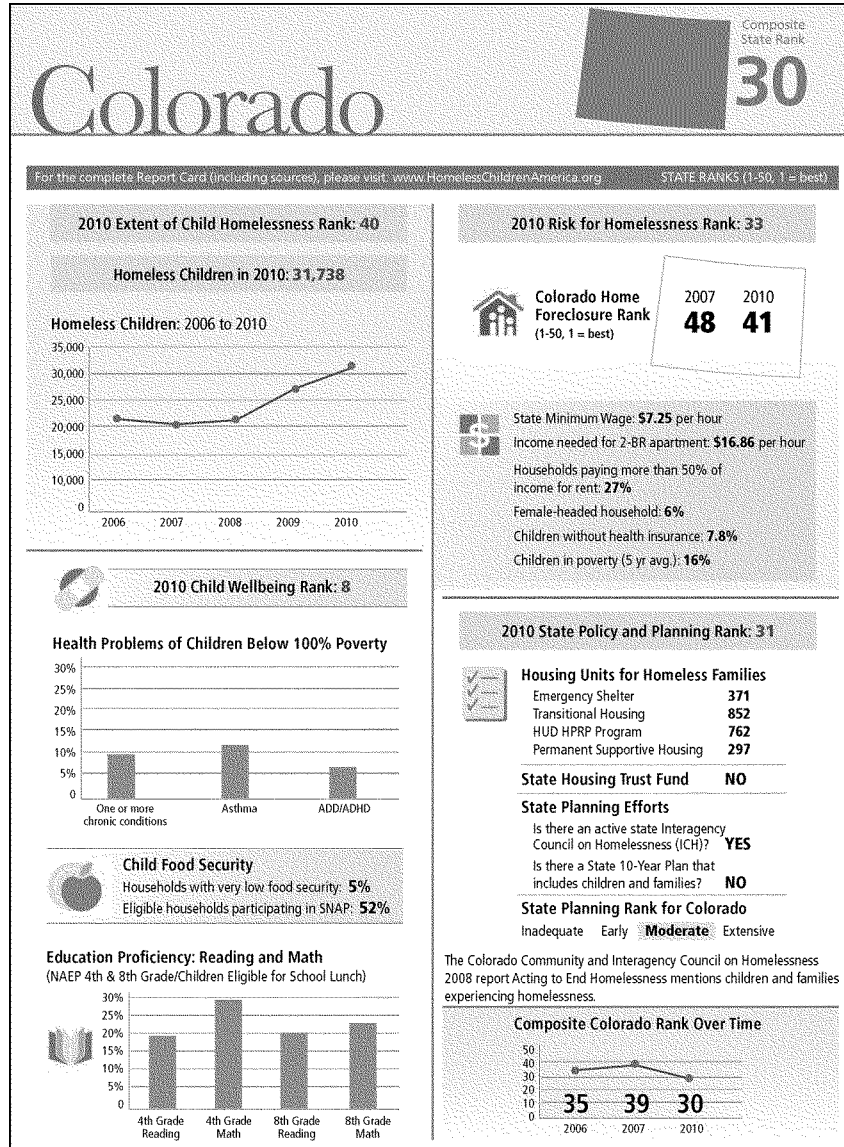 Colorado
Composite
State Rank
30
For the complete Report Card (including sources), please visit: www.HomelessChildrenAmerica.org STATE RANKS (1-50, 1 = best)
2010 Extent of Child Homelessness Rank: 40
Homeless Children in 2010: 31,738
Homeless Children: 2006 to 2010
35,000
30,000
25,000
20,000
15,000
10,000
0
2006 2007 2008 2009 2010
2010 Child Wellbeing Rank: 8
Health Problems of Children Below 100% Poverty
30%
25%
20%
15%
10%
5%
0
One or more
chronic conditions
Asthma
ADD/ADHD
Child Food Security
Households with very low food security: 5%
Eligible households participating in SNAP: 52%
Education Proficiency: Reading and Math
(NAEP 4th & 8th Grade/Children Eligible for School Lunch)
30%
25%
20%
15%
10%
5%
0
4th Grade
Reading
4th Grade
Math
8th Grade
Reading
8th Grade
Math
2010 Risk for Homelessness Rank: 33
Colorado Home
Foreclosure Rank
(1-50, 1 = best)
2007 2010
48 41
$
State Minimum Wage: $7.25 per hour
Income needed for 2-BR apartment: $16.86 per hour
Households paying more than 50% of
income for rent: 27%
Female-headed household: 6%
Children without health insurance: 7.8%
Children in poverty (5 yr avg.): 16%
2010 State Policy and Planning Rank: 31
Housing Units for Homeless Families
Emergency Shelter 371
Transitional Housing 852
HUD HPRP Program 762
Permanent Supportive Housing 297
State Housing Trust Fund NO
State Planning Efforts
Is there an active state Interagency
Council on Homelessness (ICH)? YES
Is there a State 10-Year Plan that
includes children and families? NO
State Planning Rank for Colorado
Inadequate Early Moderate Extensive
The Colorado Community and Interagency Council on Homelessness
2008 report Acting to End Homelessness mentions children and families
experiencing homelessness.
Composite Colorado Rank Over Time
50
40
30
20
10
0
35 39 30
2006 2007 2010